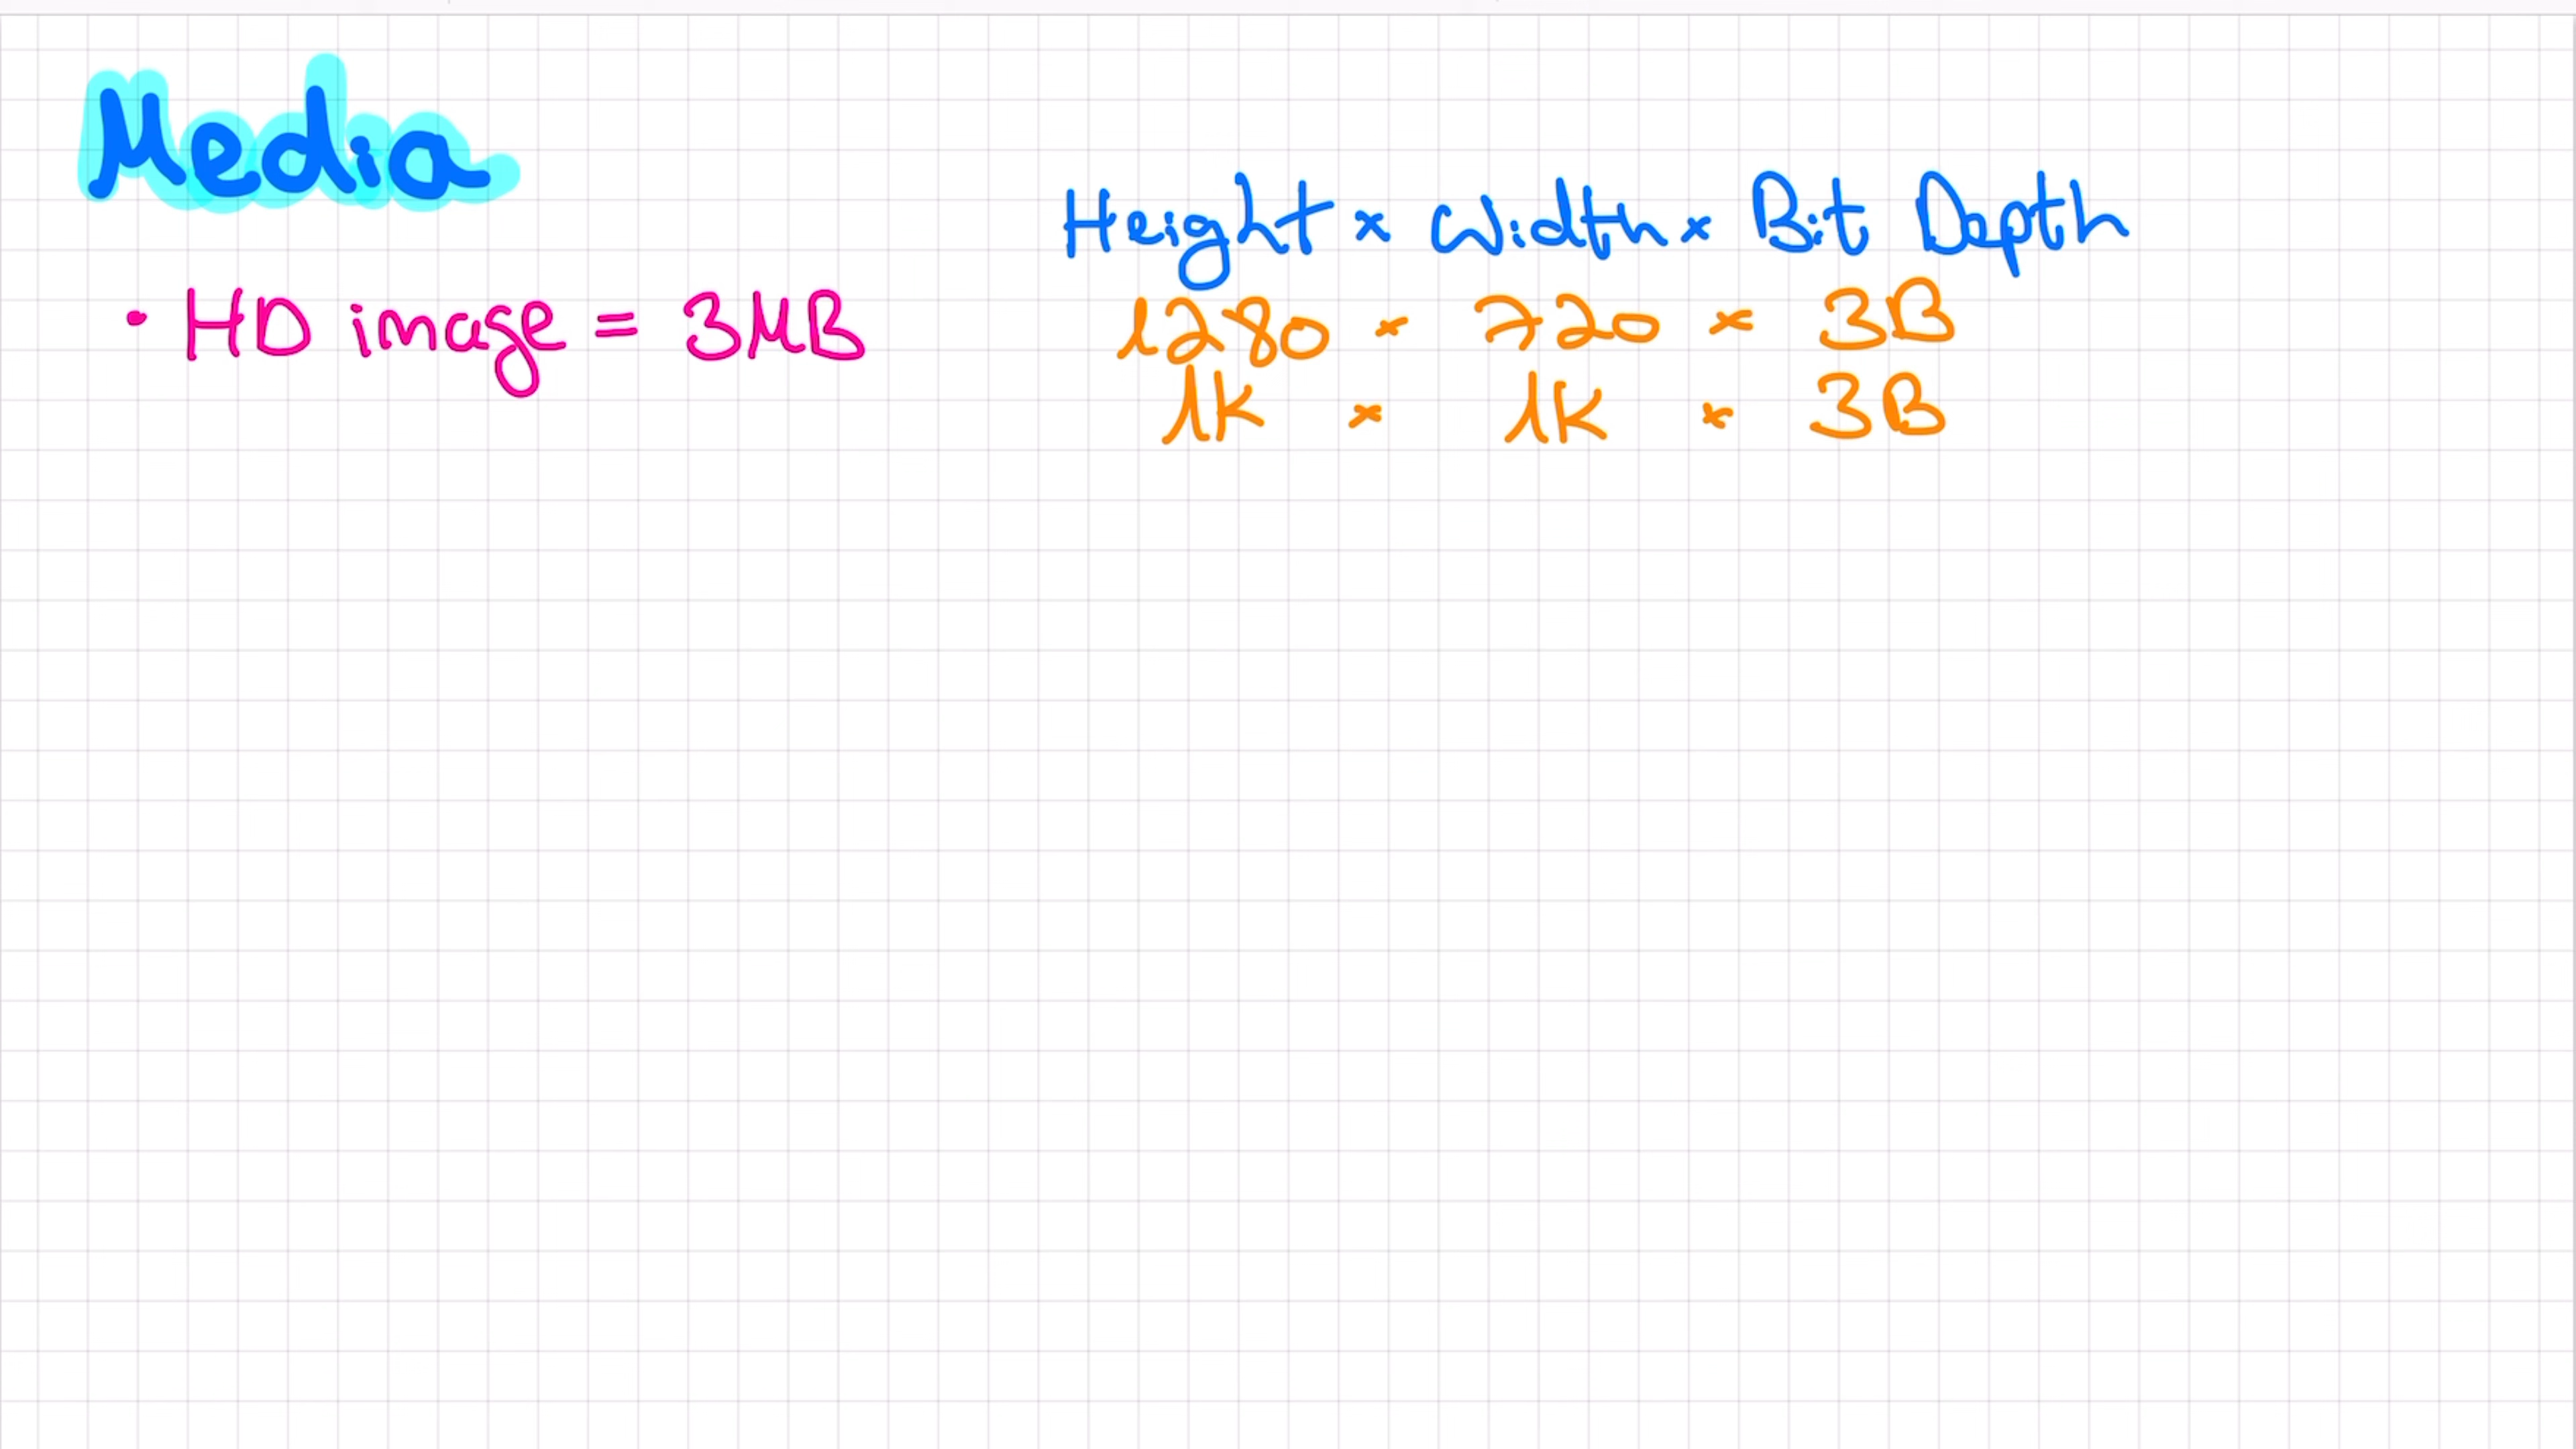 Media
Height × Width × Bit Depth
• HD image = 3MB
1280 × 720 × 3B
1K × 1K × 3B